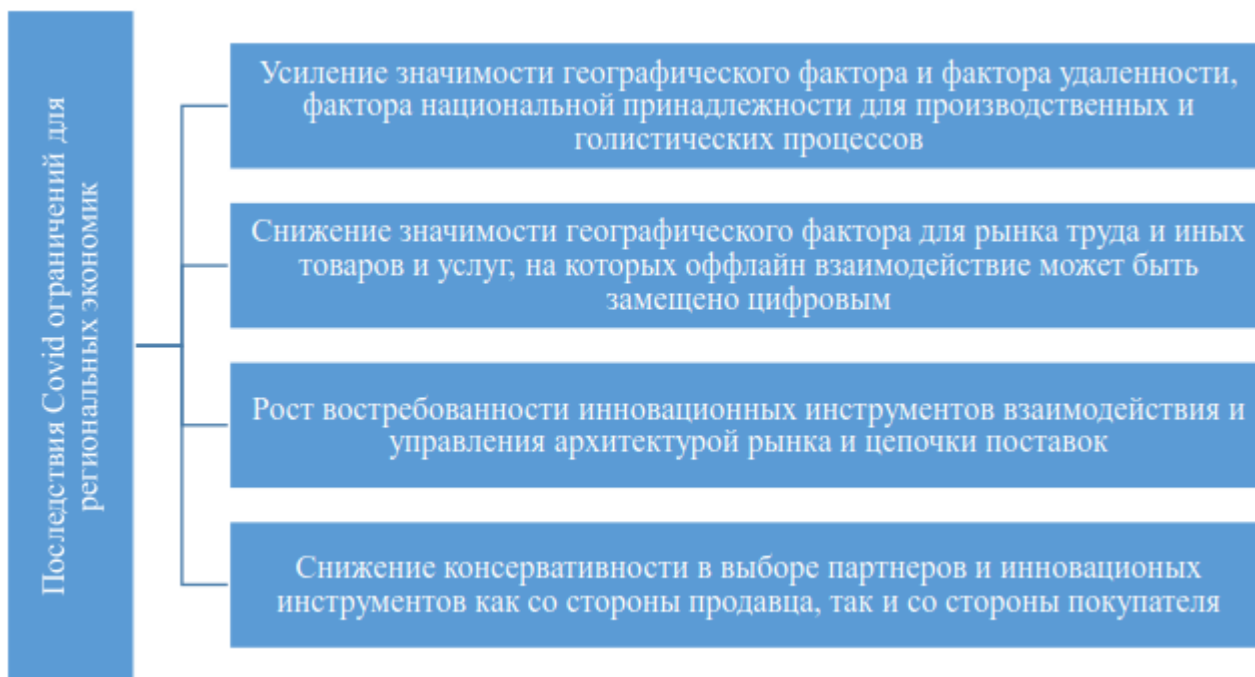 Последствия Covid ограничений для
региональных экономик
Усиление значимости географического фактора и фактора удаленности,
фактора национальной принадлежности для производственных и
голистических процессов
Снижение значимости географического фактора для рынка труда и иных
товаров и услуг, на которых оффлайн взаимодействие может быть
замещено цифровым
Рост востребованности инновационных инструментов взаимодействия и
управления архитектурой рынка и цепочки поставок
Снижение консервативности в выборе партнеров и инновационых
инструментов как со стороны продавца, так и со стороны покупателя